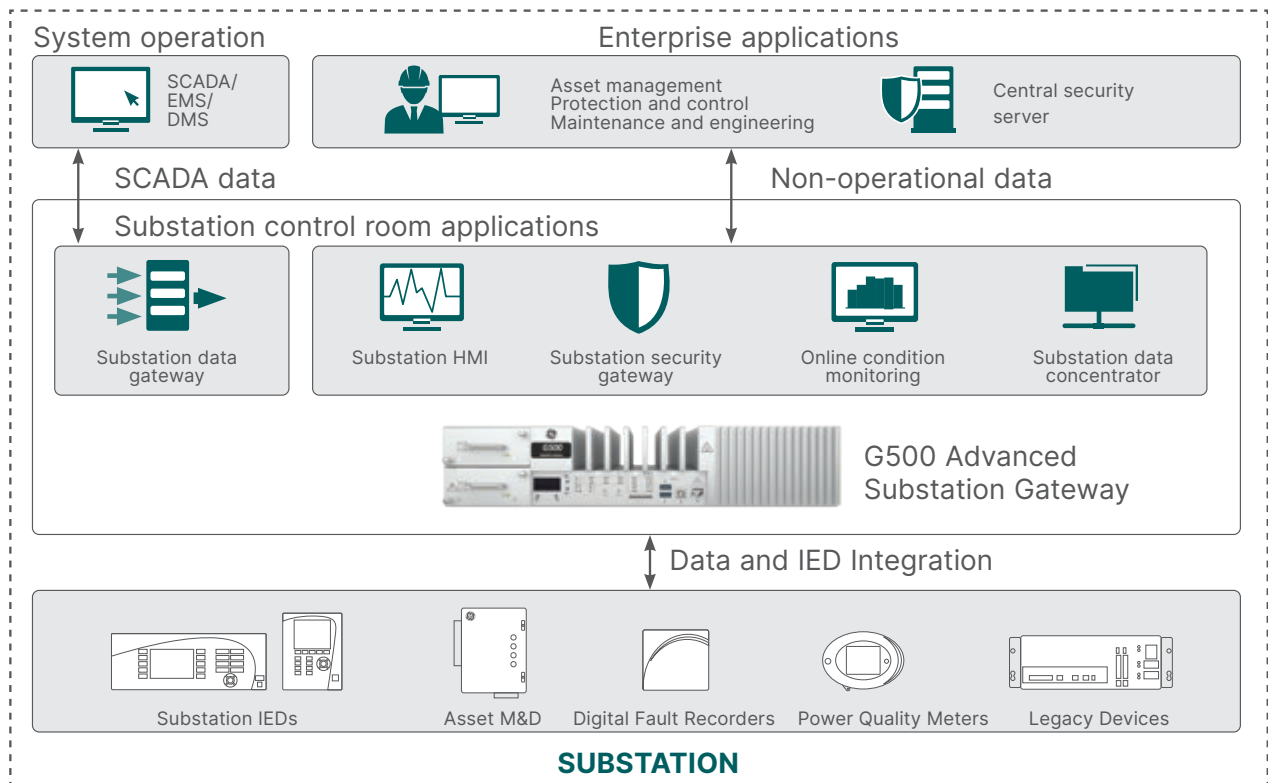 System operation
Enterprise applications
SCADA/
EMS/
DMS
Asset management
Protection and control
Maintenance and engineering
Central security
server
SCADA data
Non-operational data
Substation control room applications
Substation data
gateway
Substation HMI
Substation security
gateway
Online condition
monitoring
Substation data
concentrator
G500
G500 Advanced
Substation Gateway
Data and IED Integration
Substation IEDs
Asset M&D
Digital Fault Recorders
Power Quality Meters
Legacy Devices
SUBSTATION